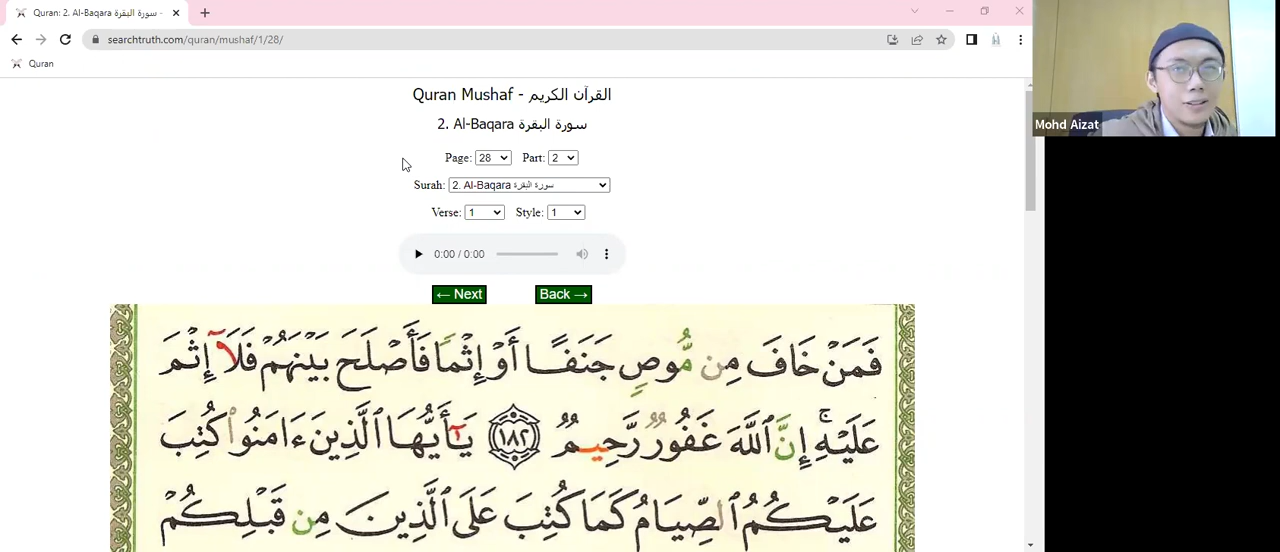 Quran: 2. Al-Baqara سورة البقرة -
searchtruth.com/quran/mushaf/1/28/
Quran
Quran Mushaf - القرآن الكريم
2. Al-Baqara سورة البقرة
Page: 28 Part: 2
Surah: 2. Al-Baqara سورة البقرة
Verse: 1 Style: 1
0:00 / 0:00
← Next Back →
فَمَنْ خَافَ مِن مُّوصٍ جَنَفًا أَوْ إِثْمًا فَأَصْلَحَ بَيْنَهُمْ فَلَآ إِثْمَ
عَلَيْهِ ۚ إِنَّ ٱللَّهَ غَفُورٌ رَّحِيمٌ ١٨٢ يَـٰٓأَيُّهَا ٱلَّذِينَ ءَامَنُوا۟ كُتِبَ
عَلَيْكُمُ ٱلصِّيَامُ كَمَا كُتِبَ عَلَى ٱلَّذِينَ مِن قَبْلِكُمْ
Mohd Aizat